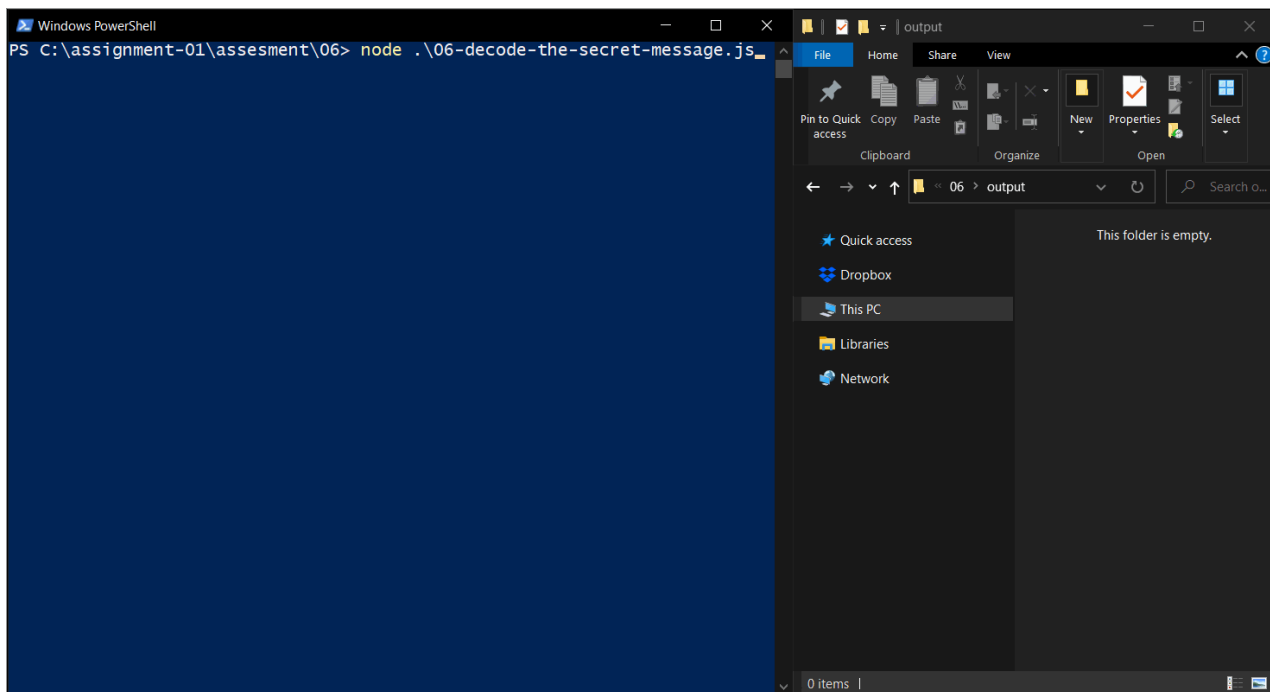 Windows PowerShell
PS C:\assignment-01\assesment\06> node .\06-decode-the-secret-message.js
output
File Home Share View
Pin to Quick access
Copy
Paste
New
Properties
Select
Clipboard Organize Open
« 06 > output
Search o...
Quick access
Dropbox
This PC
Libraries
Network
This folder is empty.
0 items